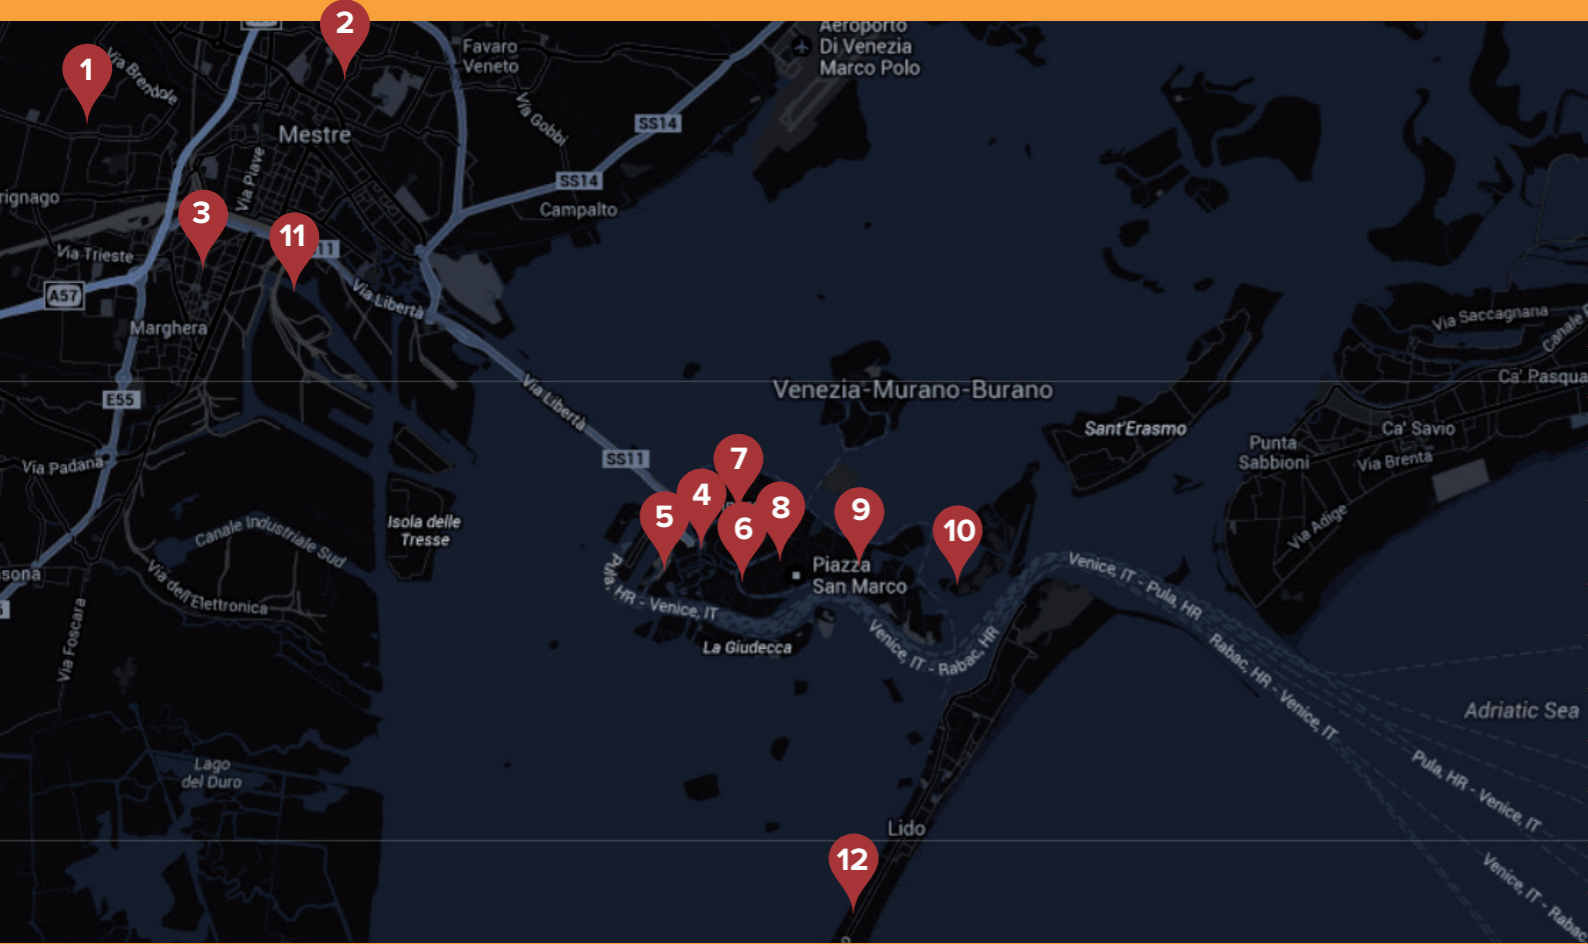 2
Aeroporto
Di Venezia
Marco Polo
Favaro
Veneto
1
Via Brendole
Via Gobbi
SS14
Mestre
Via Piave
SS14
Campalto
rignago
3
11
11
Via Trieste
A57
Via Libertà
Marghera
Via Saccagnana
Canale
Ca' Pasqua
Venezia-Murano-Burano
E55
Via Libertà
Sant'Erasmo
Ca' Savio
Punta
Sabbioni
Via Brenta
Via Padana
SS11
7
4
5
6
8
9
10
Isola delle
Tresse
Canale Industriale Sud
Via Adige
Piazza
San Marco
Venice, IT - Pula, HR
sona
Via dell'Elettronica
Pula, HR - Venice, IT
Via Foscara
La Giudecca
Venice, IT - Rabac, HR
Rabac, HR - Venice, IT
Adriatic Sea
Lago
del Duro
Pula, HR - Venice, IT
Lido
12
Venice, IT - Rabac